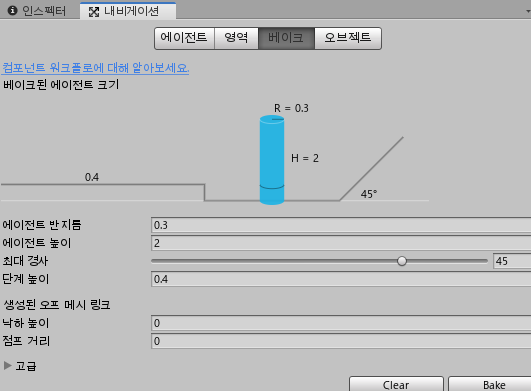 인스펙터 내비게이션
에이전트 영역 베이크 오브젝트
컴포넌트 워크플로에 대해 알아보세요.
베이크된 에이전트 크기
R = 0.3
H = 2
0.4
45°
에이전트 반지름 0.3
에이전트 높이 2
최대 경사 45
단계 높이 0.4
생성된 오프 메시 링크
낙하 높이 0
점프 거리 0
고급
Clear Bake